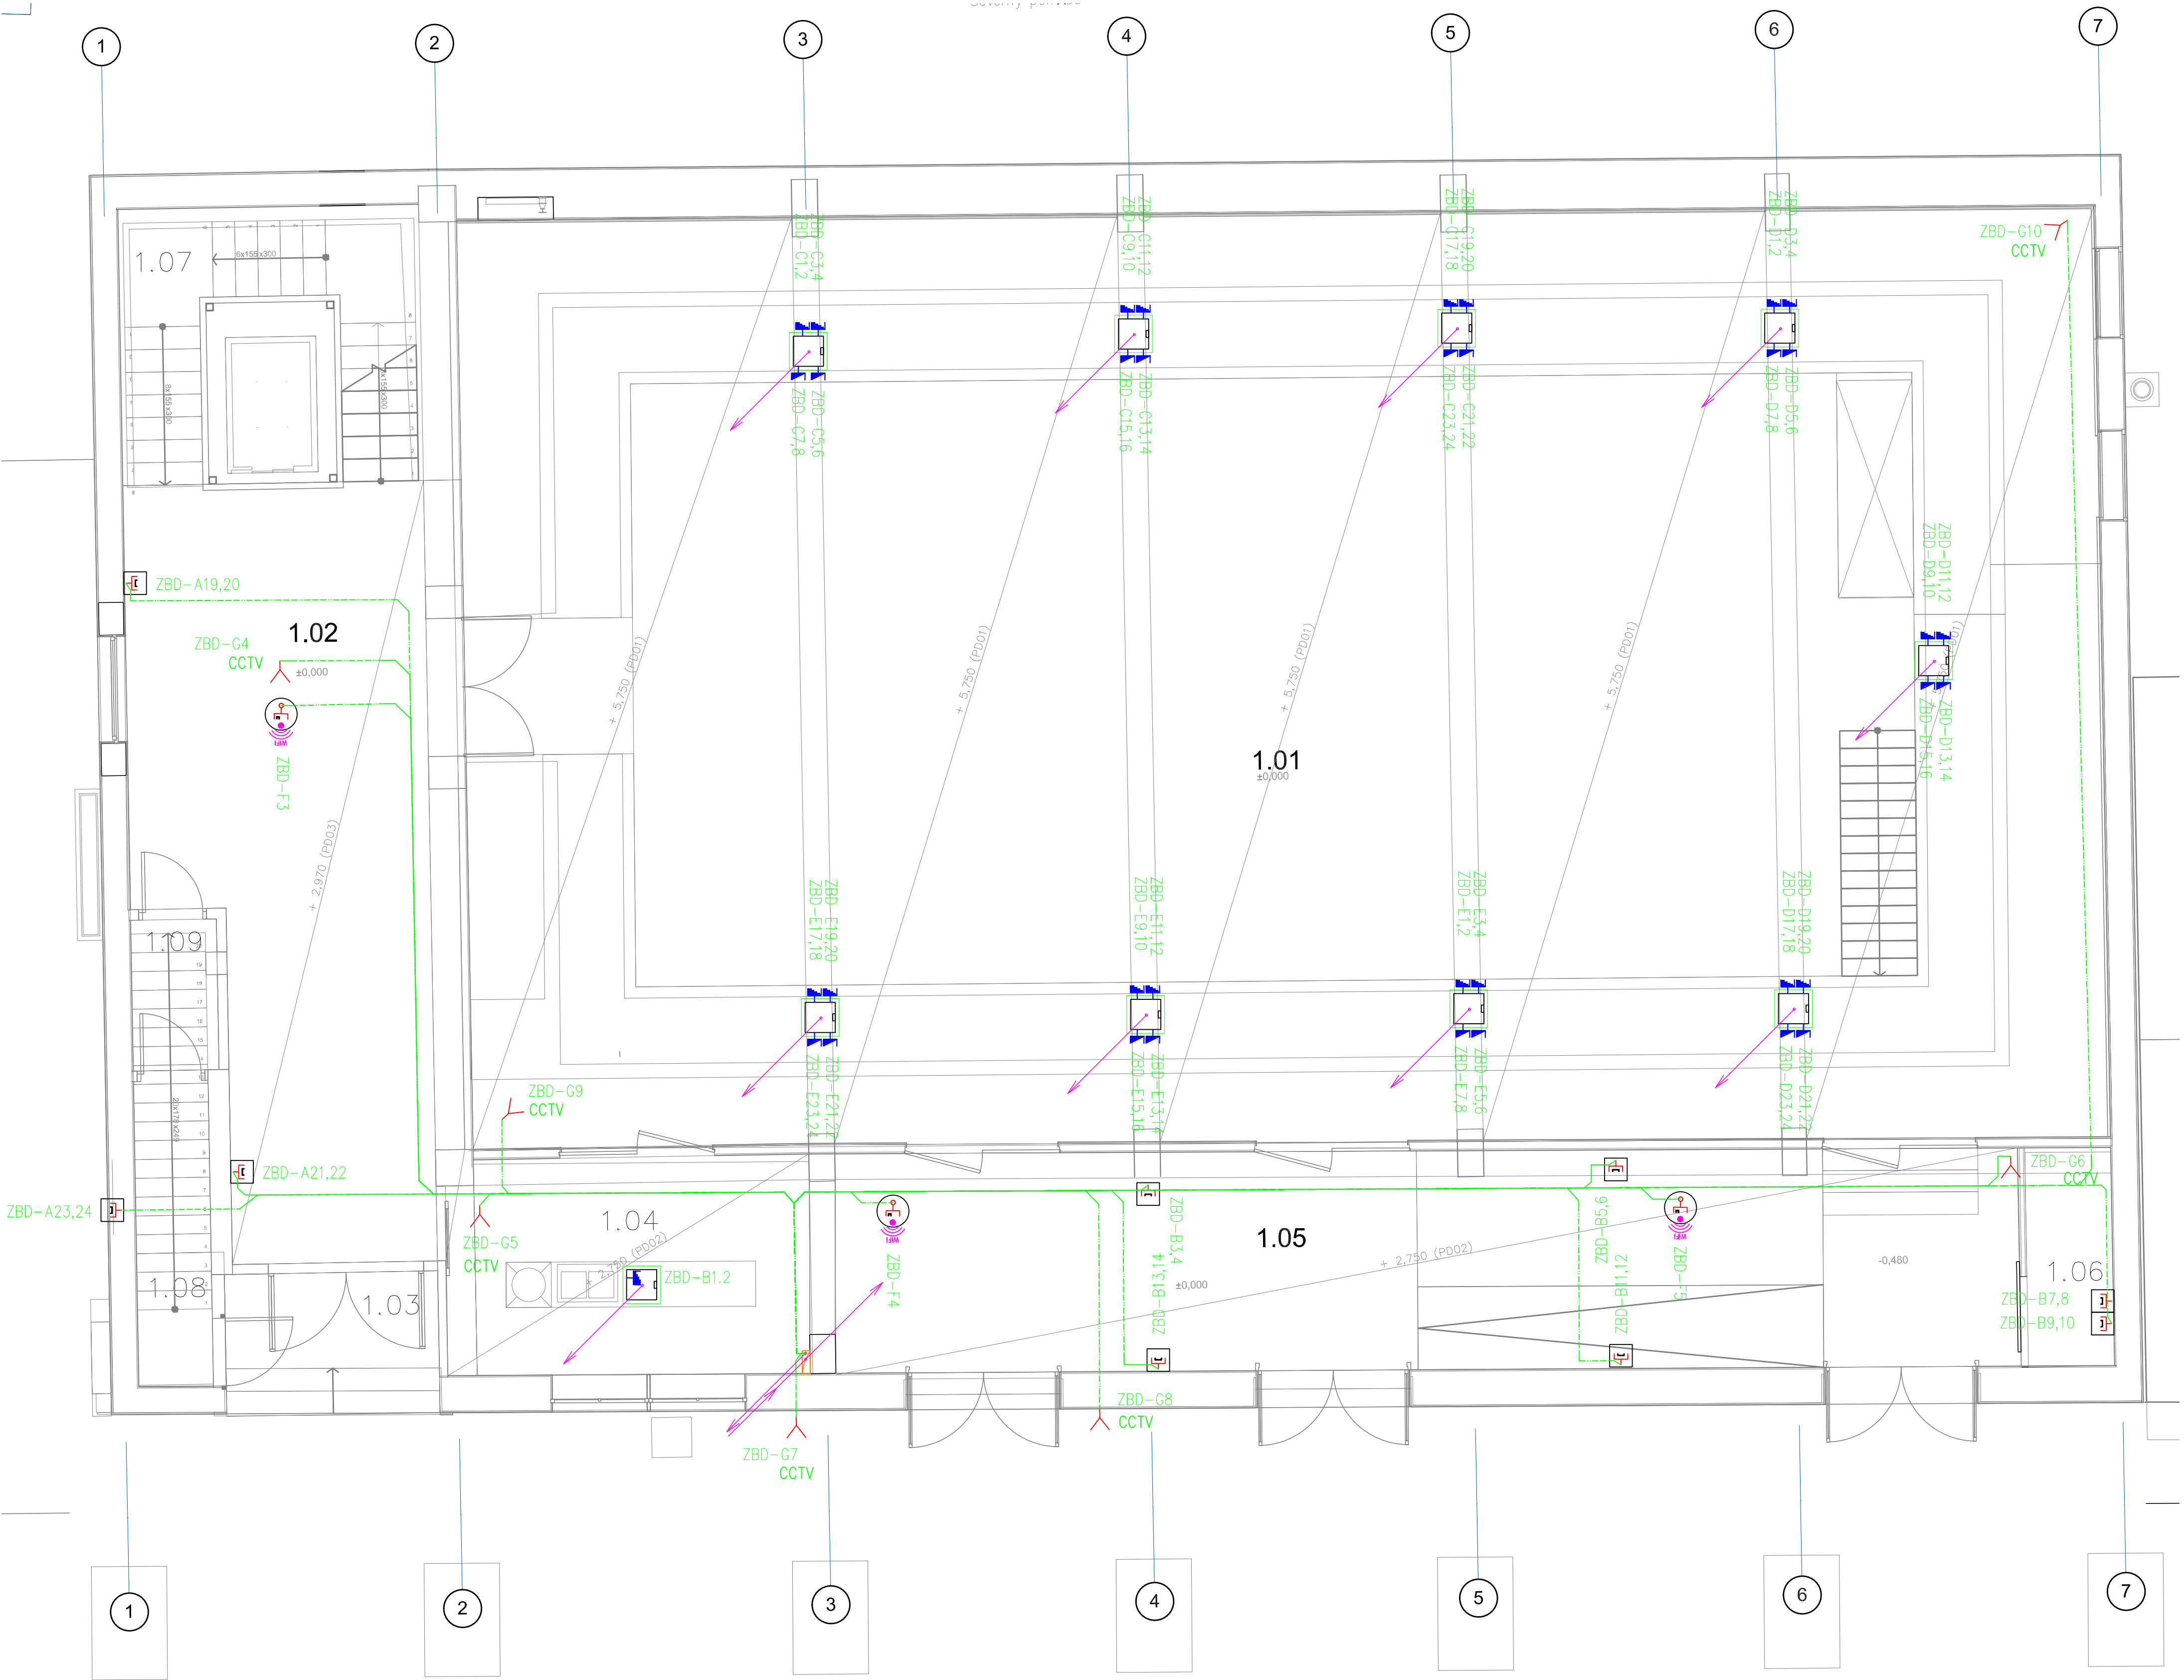 1
2
3
4
5
6
7
1.07
6x155x300
8x155x300
ZBD-C1,2
ZBD-C3,4
ZBD-C9,10
ZBD-C11,12
ZBD-C17,18
ZBD-C19,20
ZBD-D1,2
ZBD-D3,4
ZBD-G10
CCTV
ZBD-C7,8
ZBD-C5,6
ZBD-C15,16
ZBD-C13,14
ZBD-C23,24
ZBD-C21,22
ZBD-D7,8
ZBD-D5,6
ZBD-D9,10
ZBD-D11,12
ZBD-A19,20
ZBD-G4
CCTV
1.02
±0,000
WIFI
ZBD-F3
+ 2,970 (PD03)
+ 5,750 (PD01)
+ 5,750 (PD01)
+ 5,750 (PD01)
+ 5,750 (PD01)
1.01
±0,000
ZBD-D15,16
ZBD-D13,14
1.09
20x178x249
ZBD-E17,18
ZBD-E19,20
ZBD-E9,10
ZBD-E11,12
ZBD-E1,2
ZBD-E3,4
ZBD-D17,18
ZBD-D19,20
ZBD-E23,24
ZBD-E21,22
ZBD-E15,16
ZBD-E13,14
ZBD-E7,8
ZBD-E5,6
ZBD-D23,24
ZBD-D21,22
ZBD-G9
CCTV
ZBD-A21,22
ZBD-A23,24
ZBD-G6
CCTV
1.04
ZBD-G5
CCTV
+ 2,750 (PD02)
WIFI
ZBD-F4
ZBD-B3,4
ZBD-B13,14
1.05
±0,000
+ 2,750 (PD02)
ZBD-B5,6
ZBD-B11,12
WIFI
ZBD-F5
-0,480
1.06
ZBD-B7,8
ZBD-B9,10
1.08
1.03
ZBD-B1.2
ZBD-G8
CCTV
ZBD-G7
CCTV
1
2
3
4
5
6
7